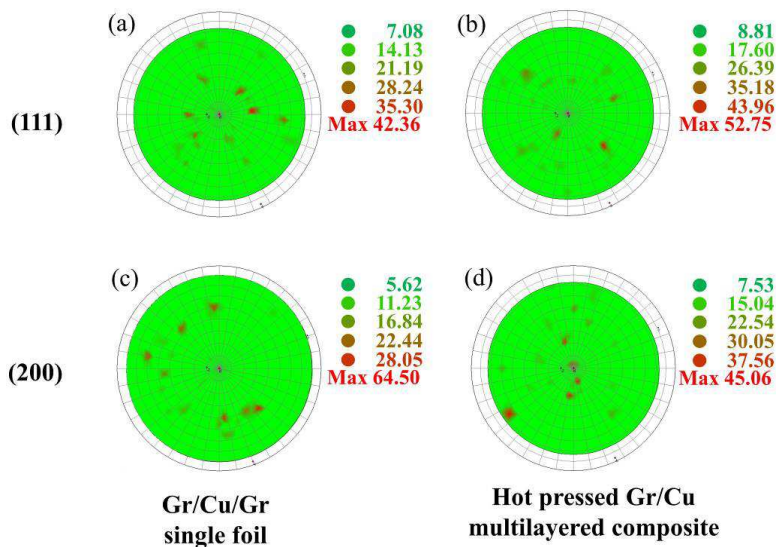 (a)
7.08
14.13
21.19
28.24
35.30
Max 42.36
(b)
8.81
17.60
26.39
35.18
43.96
Max 52.75
(111)
(c)
5.62
11.23
16.84
22.44
28.05
Max 64.50
(d)
7.53
15.04
22.54
30.05
37.56
Max 45.06
(200)
Gr/Cu/Gr
single foil
Hot pressed Gr/Cu
multilayered composite